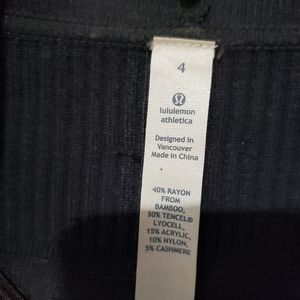 4
lululemon
athletica
Designed in
Vancouver
Made in China
40% RAYON
FROM
BAMBOO,
30% TENCEL®
LYOCELL,
15% ACRYLIC,
10% NYLON,
5% CASHMERE